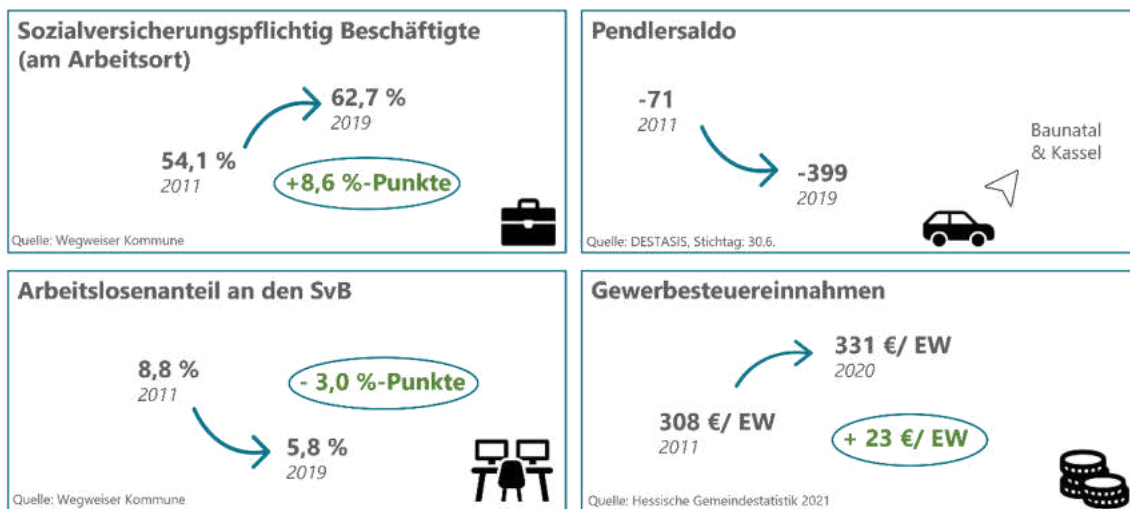 Sozialversicherungspflichtig Beschäftigte
(am Arbeitsort)
62,7 %
2019
54,1 %
2011
+8,6 %-Punkte
Quelle: Wegweiser Kommune
Pendlersaldo
-71
2011
Baunatal
& Kassel
-399
2019
Quelle: DESTASIS, Stichtag: 30.6.
Arbeitslosenanteil an den SvB
8,8 %
2011
- 3,0 %-Punkte
5,8 %
2019
Quelle: Wegweiser Kommune
Gewerbesteuereinnahmen
331 €/ EW
2020
308 €/ EW
2011
+ 23 €/ EW
Quelle: Hessische Gemeindestatistik 2021